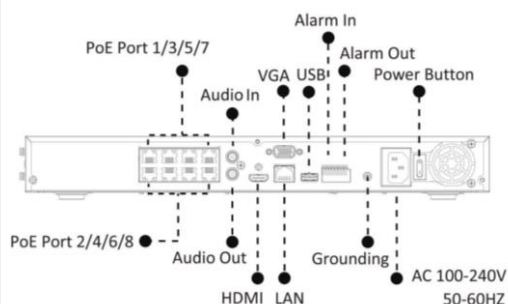 Alarm In
PoE Port 1/3/5/7
Alarm Out
VGA USB
Power Button
Audio In
PoE Port 2/4/6/8
Audio Out
Grounding
AC 100-240V
50-60HZ
HDMI LAN